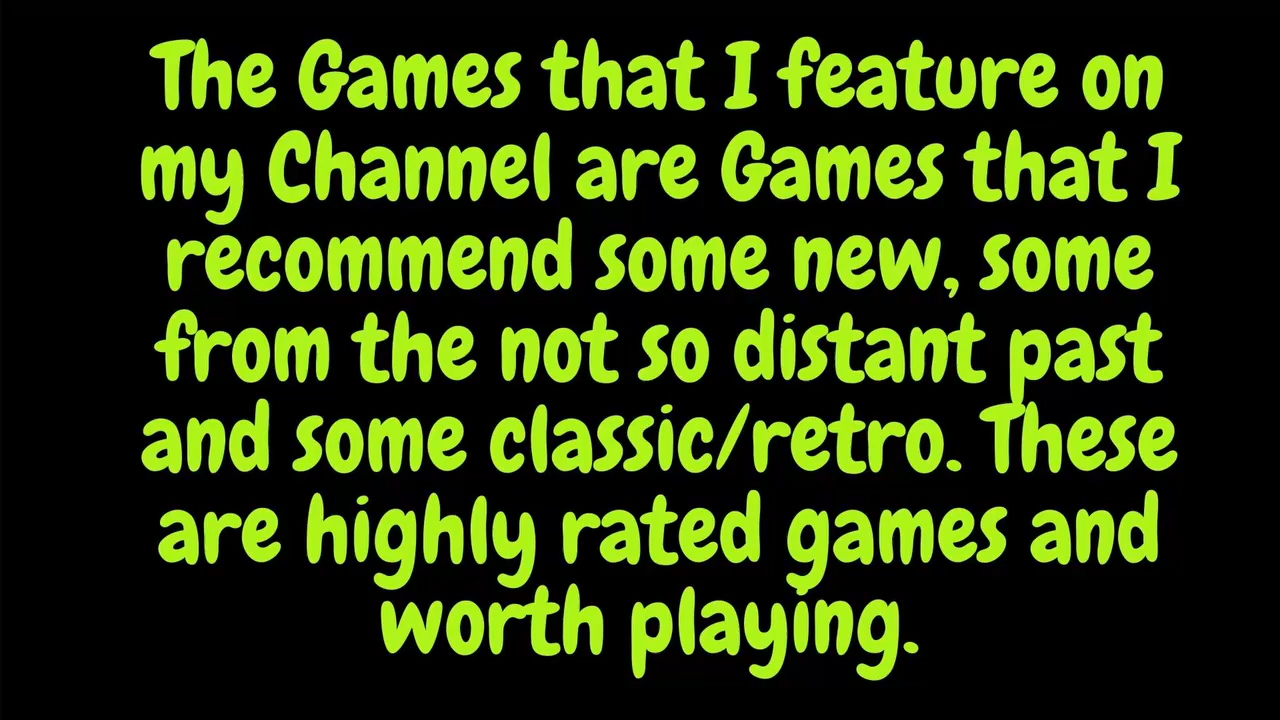 The Games that I feature on
my Channel are Games that I
recommend some new, some
from the not so distant past
and some classic/retro. These
are highly rated games and
worth playing.